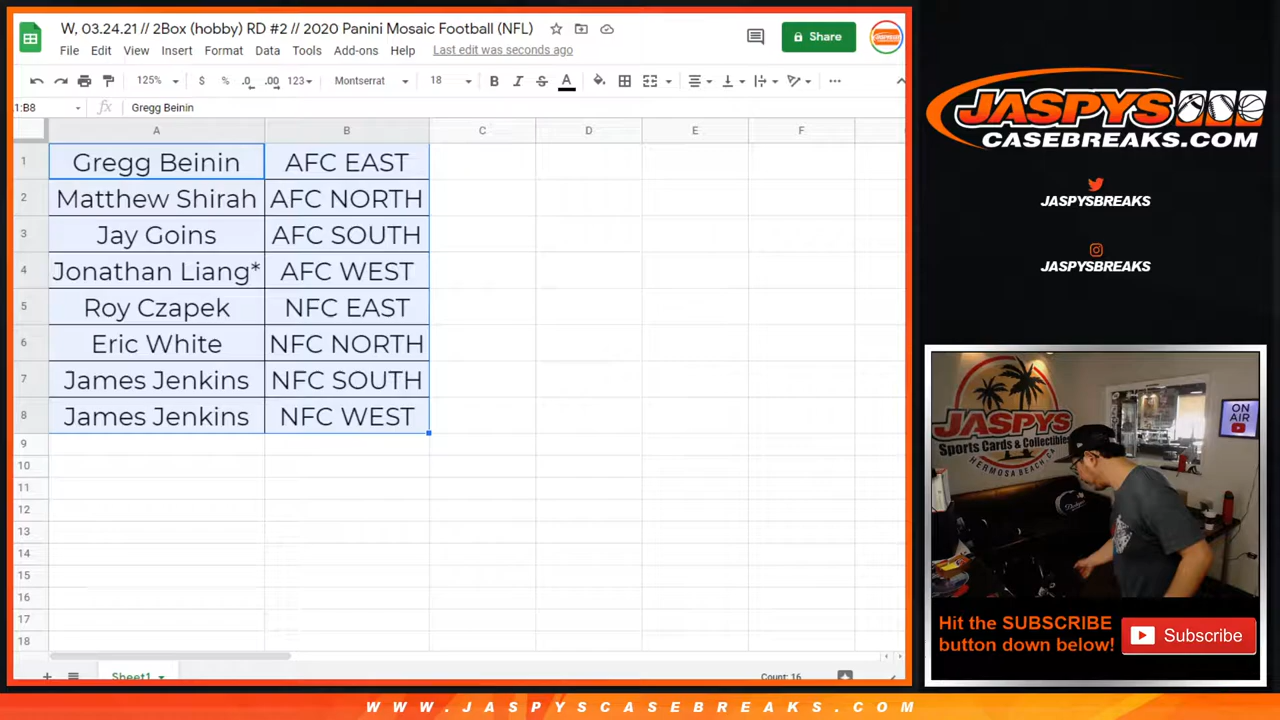 W, 03.24.21 // 2Box (hobby) RD #2 // 2020 Panini Mosaic Football (NFL)
File Edit View Insert Format Data Tools Add-ons Help Last edit was seconds ago
Share
125% $ % .0 .00 123 Montserrat 18 B I S A
1:B8 fx Gregg Beinin
A B C D E F
1 Gregg Beinin AFC EAST
2 Matthew Shirah AFC NORTH
3 Jay Goins AFC SOUTH
4 Jonathan Liang* AFC WEST
5 Roy Czapek NFC EAST
6 Eric White NFC NORTH
7 James Jenkins NFC SOUTH
8 James Jenkins NFC WEST
9
10
11
12
13
14
15
16
17
18
Sheet1 Count: 16
JASPYS
CASEBREAKS.COM
JASPYSBREAKS
JASPYSBREAKS
JASPYS
Sports Cards & Collectibles
HERMOSA BEACH, CA
ON
AIR
Hit the SUBSCRIBE
button down below!
Subscribe
WWW.JASPYSCASEBREAKS.COM